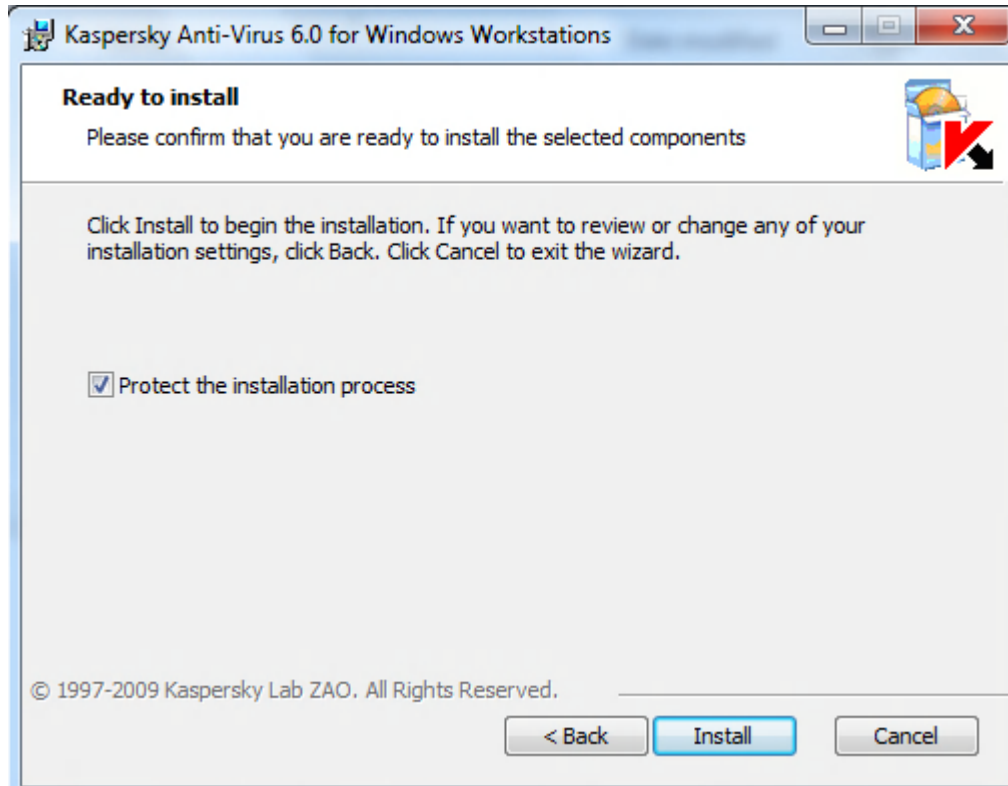 Kaspersky Anti-Virus 6.0 for Windows Workstations
Ready to install
Please confirm that you are ready to install the selected components
Click Install to begin the installation. If you want to review or change any of your
installation settings, click Back. Click Cancel to exit the wizard.
Protect the installation process
© 1997-2009 Kaspersky Lab ZAO. All Rights Reserved.
< Back Install Cancel